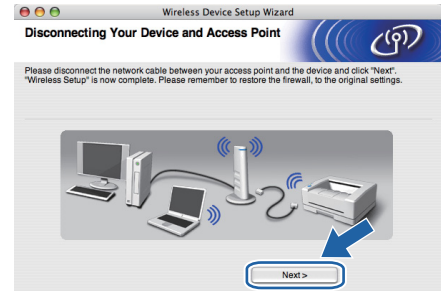 Wireless Device Setup Wizard
Disconnecting Your Device and Access Point
Please disconnect the network cable between your access point and the device and click "Next".
"Wireless Setup" is now complete. Please remember to restore the firewall, to the original settings.
Next >